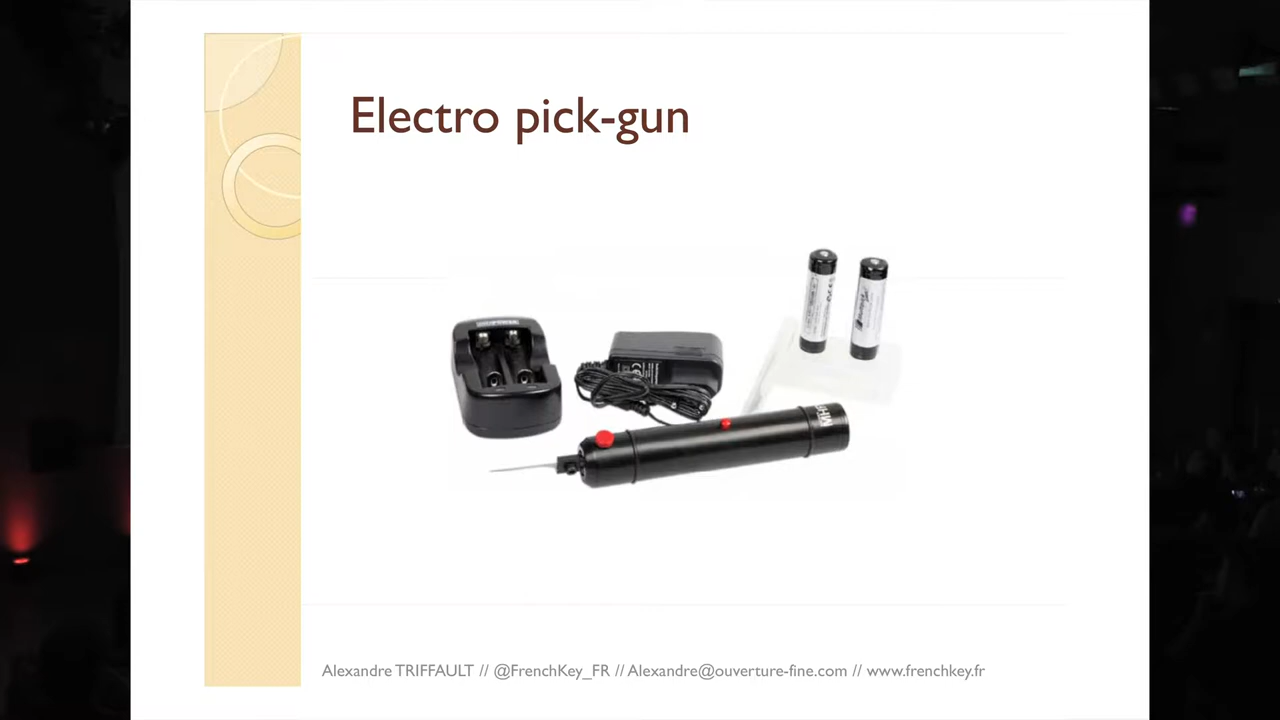 Electro pick-gun
Alexandre TRIFFAULT // @FrenchKey_FR // Alexandre@ouverture-fine.com // www.frenchkey.fr